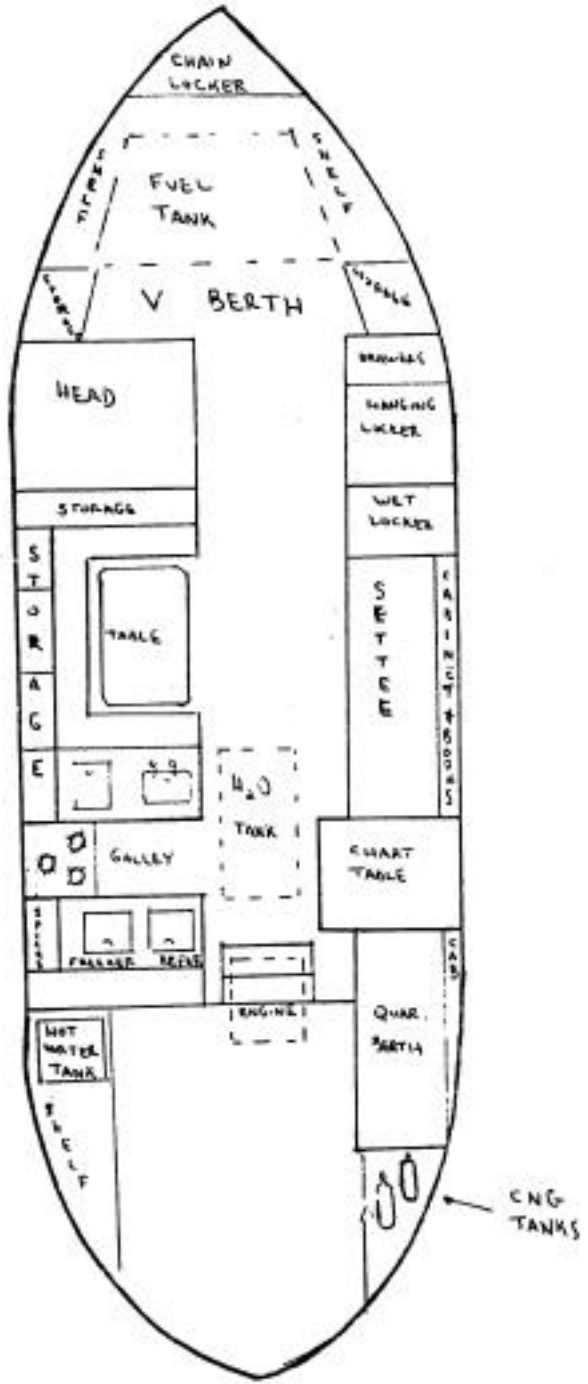 CHAIN
LOCKER
SHELF
SHELF
FUEL
TANK
V BERTH
STORAGE
STORAGE
DRAWERS
HEAD
HANGING
LOCKER
STORAGE
WET
LOCKER
STORAGE
TABLE
SETTEE
CABINET & BOOKS
H2O
TANK
GALLEY
CHART
TABLE
SPICES
FREEZER
REFER
CAB
ENGINE
QUAR.
BERTH
HOT
WATER
TANK
SHELF
CNG
TANKS